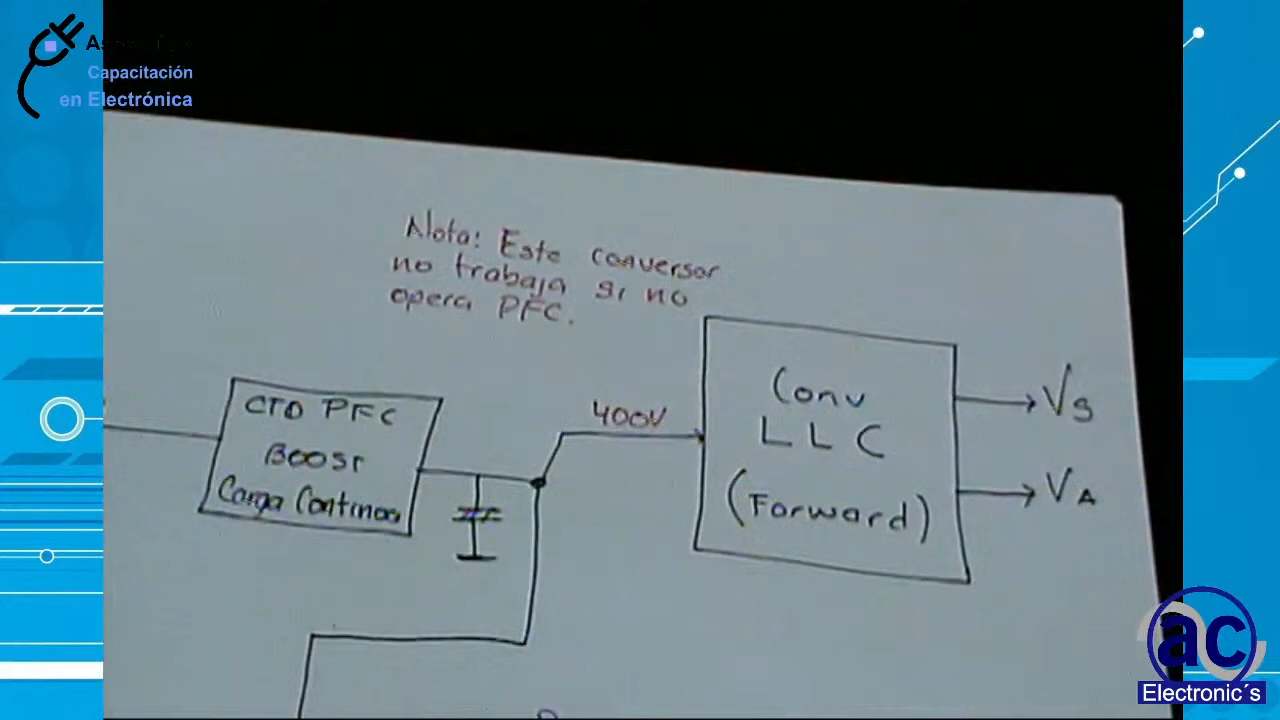 Capacitación
en Electrónica
Nota: Este conversor
no trabaja si no
opera PFC.
CTO PFC
Boost
Carga Continua
400V
Conv
LLC
(Forward)
VS
VA
ac
Electronic´s